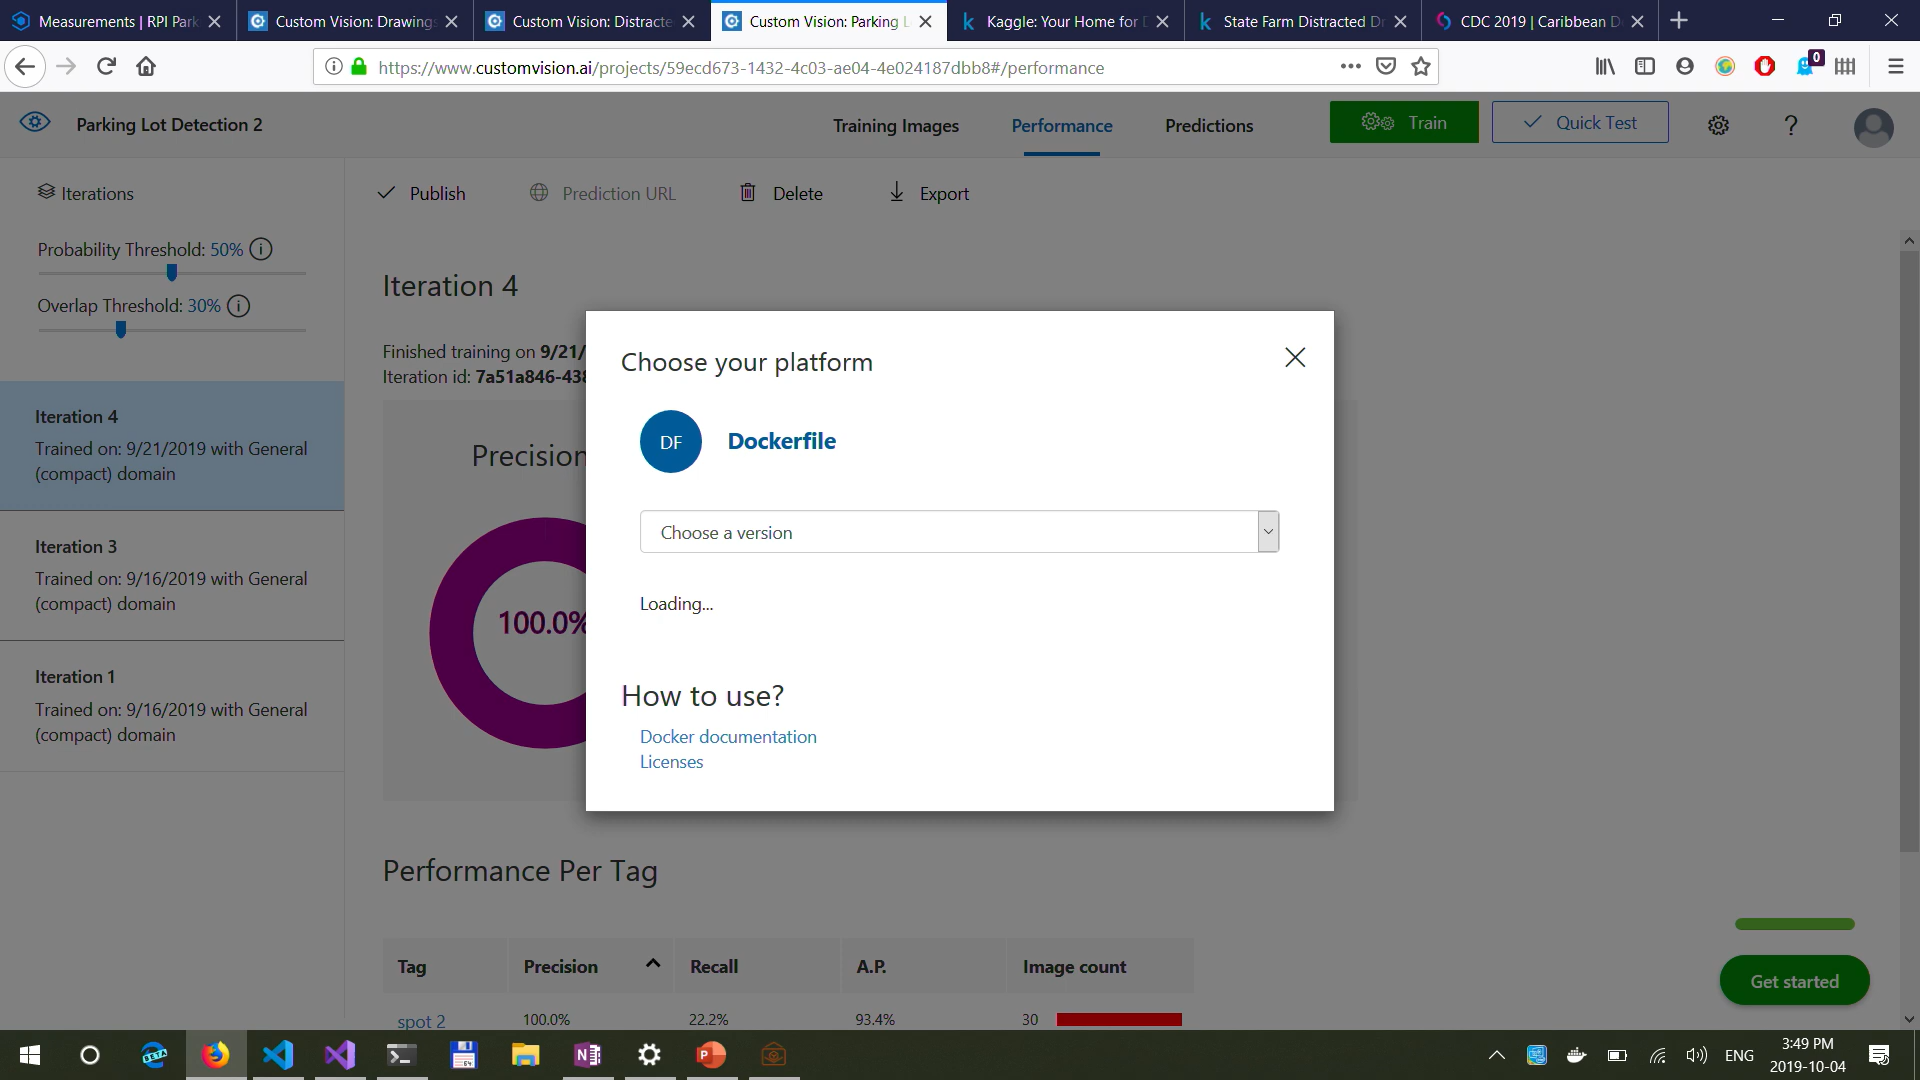 Measurements | RPI Park
Custom Vision: Drawing
Custom Vision: Distracte
Custom Vision: Parking L
Kaggle: Your Home for D
State Farm Distracted Dr
CDC 2019 | Caribbean D
https://www.customvision.ai/projects/59ecd673-1432-4c03-ae04-4e024187dbb8#/performance
0
Parking Lot Detection 2
Training Images
Performance
Predictions
Train
Quick Test
?
Iterations
Publish
Prediction URL
Delete
Export
Probability Threshold: 50%
Overlap Threshold: 30%
Iteration 4
Trained on: 9/21/2019 with General
(compact) domain
Iteration 3
Trained on: 9/16/2019 with General
(compact) domain
Iteration 1
Trained on: 9/16/2019 with General
(compact) domain
Iteration 4
Finished training on 9/21/
Iteration id: 7a51a846-438
Precision
100.0%
Choose your platform
DF
Dockerfile
Choose a version
Loading...
How to use?
Docker documentation
Licenses
Performance Per Tag
Tag
Precision
Recall
A.P.
Image count
spot 2
100.0%
22.2%
93.4%
30
Get started
BETA
64
ENG
3:49 PM
2019-10-04